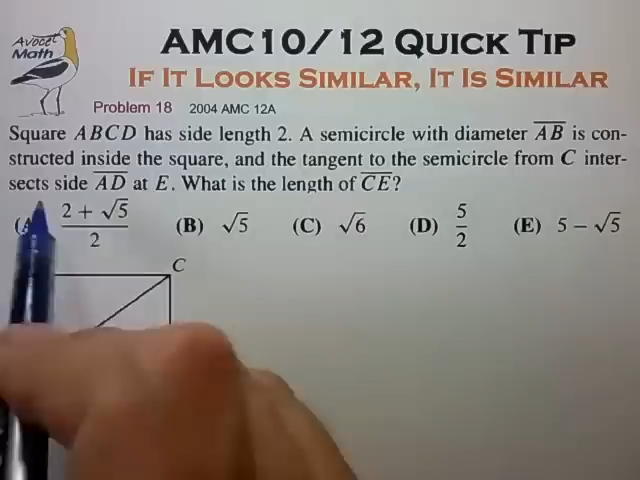 Avocet
Math
AMC10/12 QUICK TIP
IF IT LOOKS SIMILAR, IT IS SIMILAR
Problem 18 2004 AMC 12A
Square ABCD has side length 2. A semicircle with diameter AB is con-
structed inside the square, and the tangent to the semicircle from C inter-
sects side AD at E. What is the length of CE?
(A) (2 + √5)/2 (B) √5 (C) √6 (D) 5/2 (E) 5 − √5
C